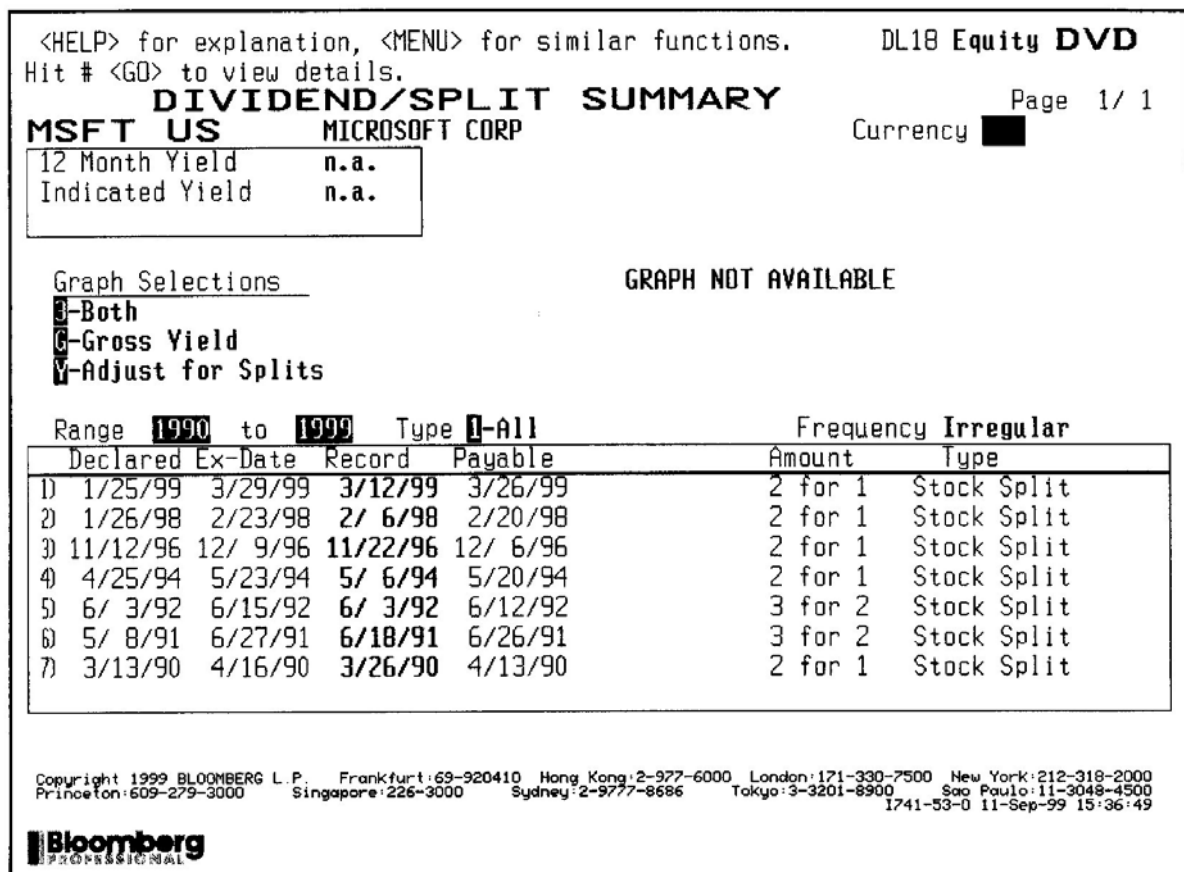 <HELP> for explanation, <MENU> for similar functions. DL18 Equity DVD
Hit # <GO> to view details.
DIVIDEND/SPLIT SUMMARY Page 1/ 1
MSFT US MICROSOFT CORP Currency
12 Month Yield n.a.
Indicated Yield n.a.
Graph Selections GRAPH NOT AVAILABLE
3-Both
G-Gross Yield
Y-Adjust for Splits
Range 1990 to 1999 Type 1-All Frequency Irregular
Declared Ex-Date Record Payable Amount Type
1) 1/25/99 3/29/99 3/12/99 3/26/99 2 for 1 Stock Split
2) 1/26/98 2/23/98 2/ 6/98 2/20/98 2 for 1 Stock Split
3) 11/12/96 12/ 9/96 11/22/96 12/ 6/96 2 for 1 Stock Split
4) 4/25/94 5/23/94 5/ 6/94 5/20/94 2 for 1 Stock Split
5) 6/ 3/92 6/15/92 6/ 3/92 6/12/92 3 for 2 Stock Split
6) 5/ 8/91 6/27/91 6/18/91 6/26/91 3 for 2 Stock Split
7) 3/13/90 4/16/90 3/26/90 4/13/90 2 for 1 Stock Split
Copyright 1999 BLOOMBERG L.P. Frankfurt:69-920410 Hong Kong:2-977-6000 London:171-330-7500 New York:212-318-2000
Princeton:609-279-3000 Singapore:226-3000 Sydney:2-9777-8686 Tokyo:3-3201-8900 Sao Paulo:11-3048-4500
I741-53-0 11-Sep-99 15:36:49
Bloomberg
PROFESSIONAL